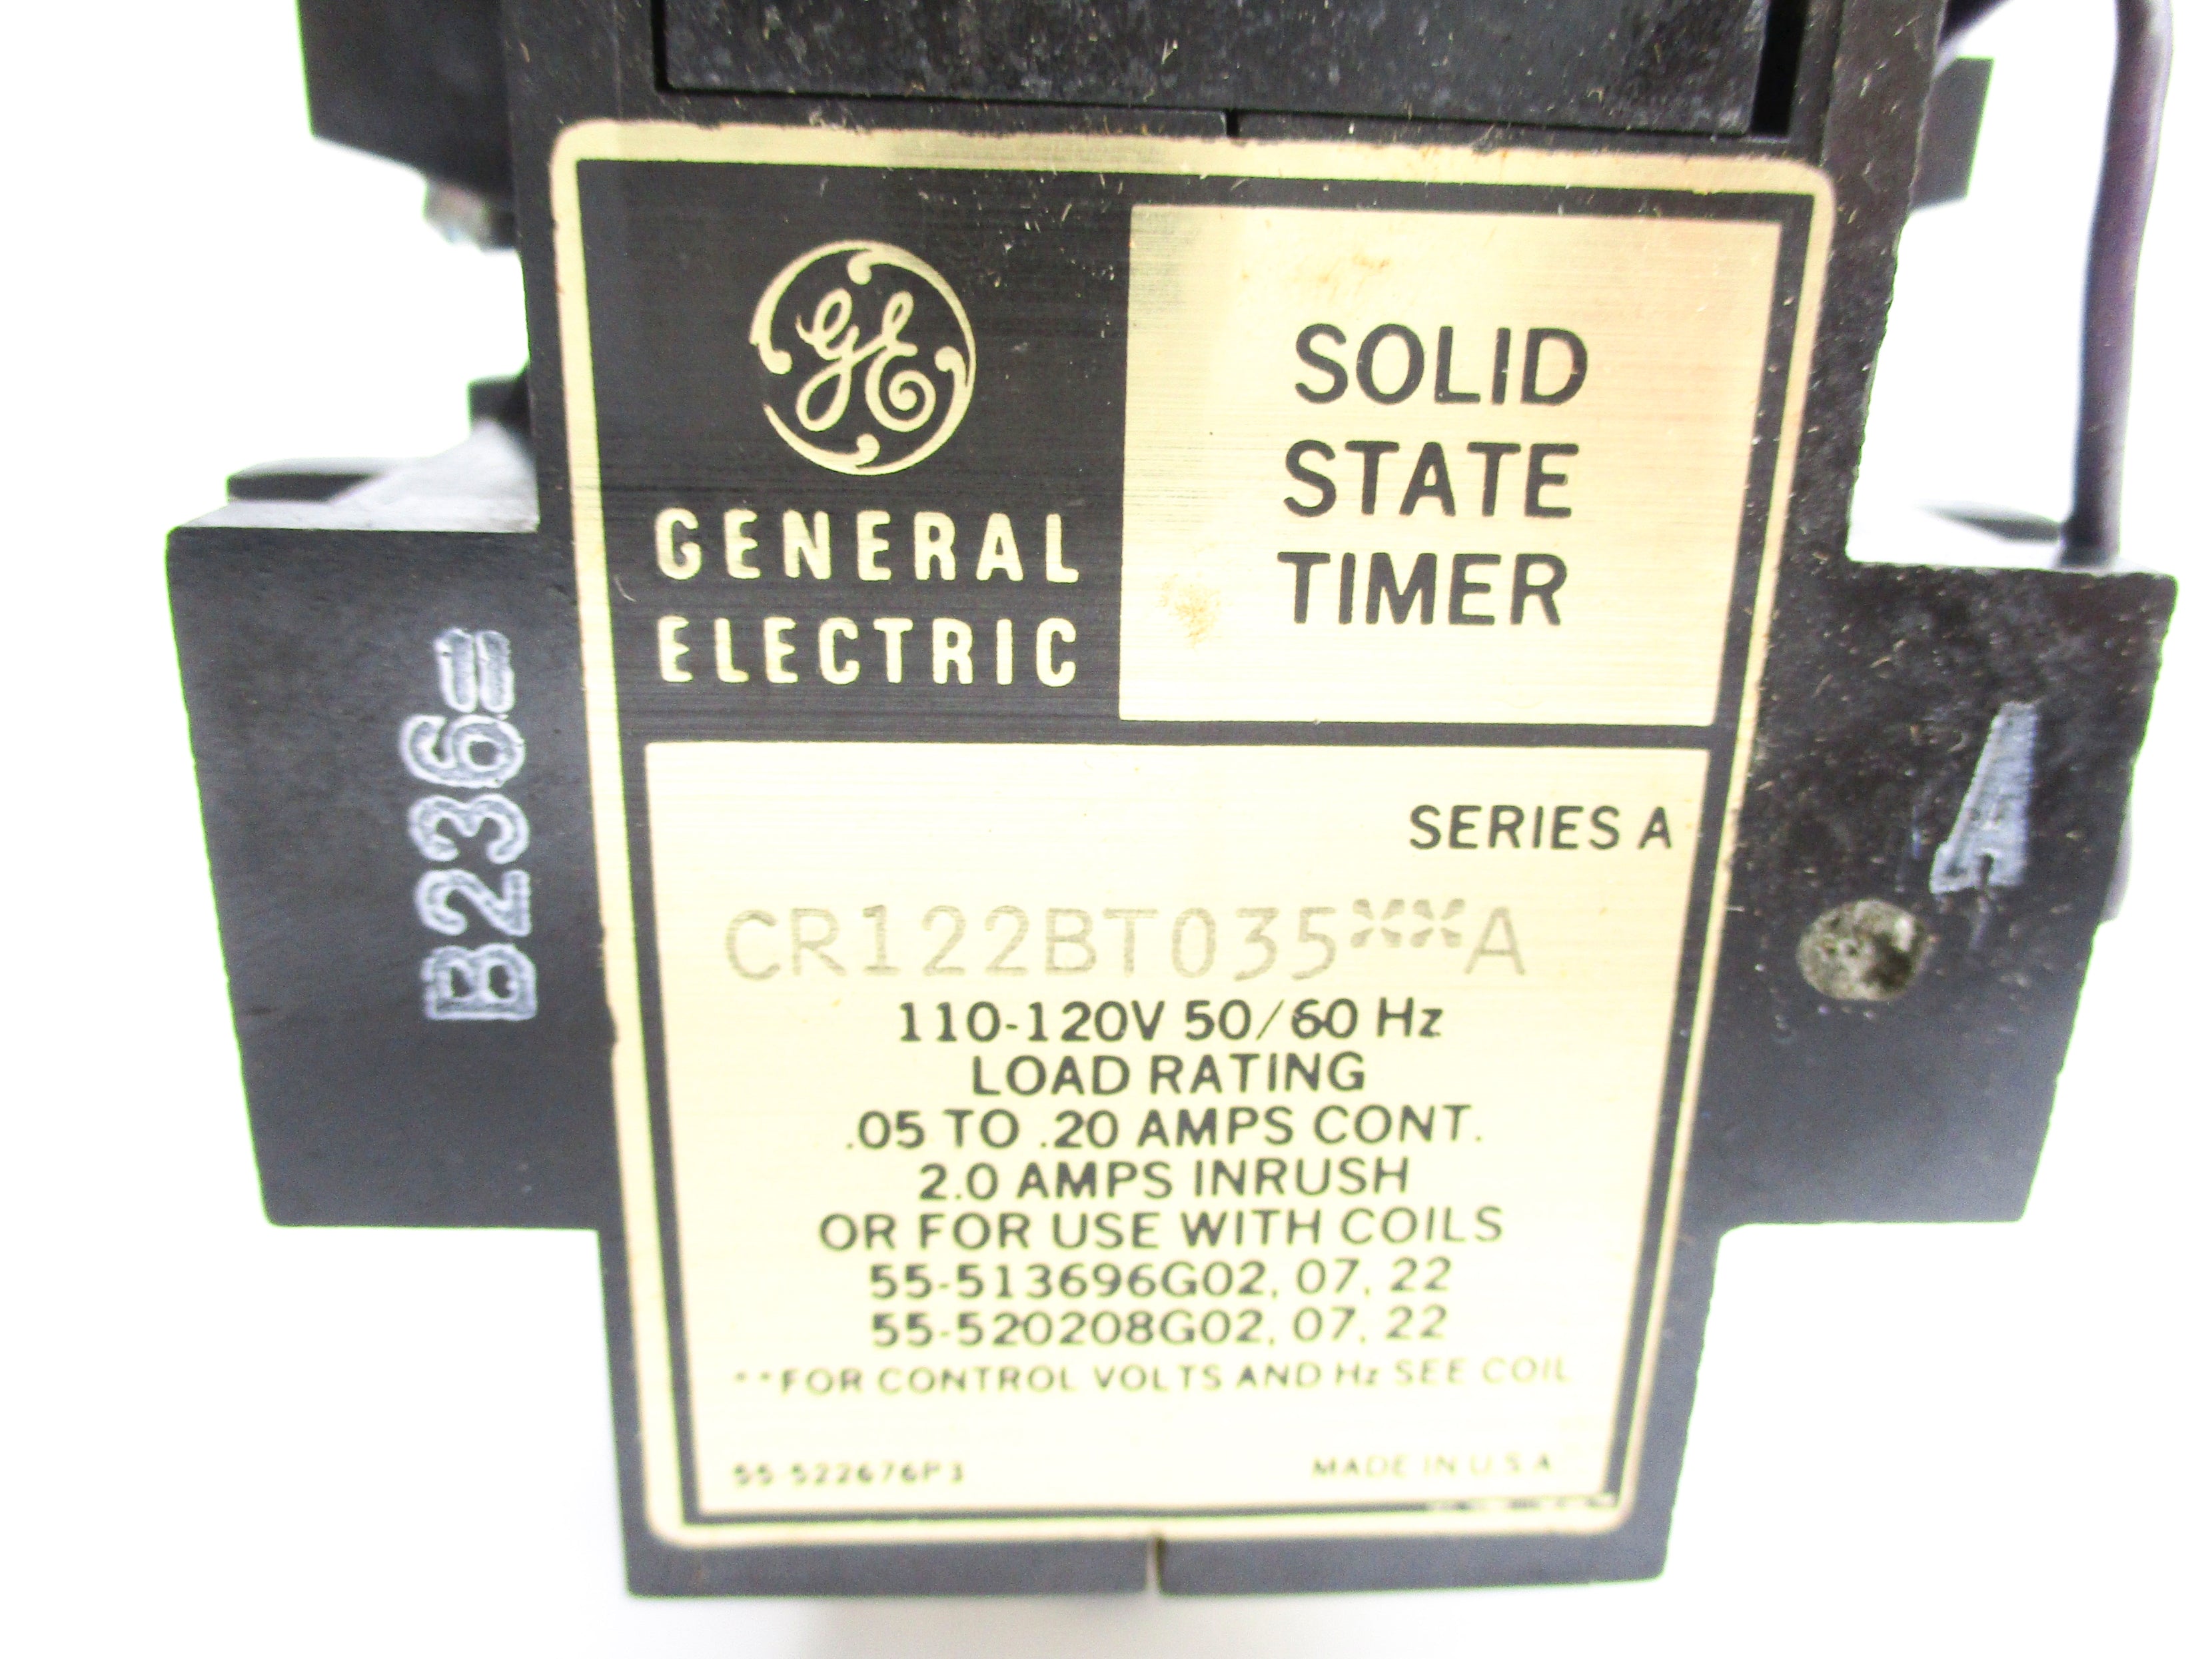 GE
GENERAL
ELECTRIC
SOLID
STATE
TIMER
SERIES A
CR122BT035**A
110-120V 50/60 Hz
LOAD RATING
.05 TO .20 AMPS CONT.
2.0 AMPS INRUSH
OR FOR USE WITH COILS
55-513696G02, 07, 22
55-520208G02, 07, 22
**FOR CONTROL VOLTS AND Hz SEE COIL
55-522676P3
MADE IN U.S.A.
B236=
A